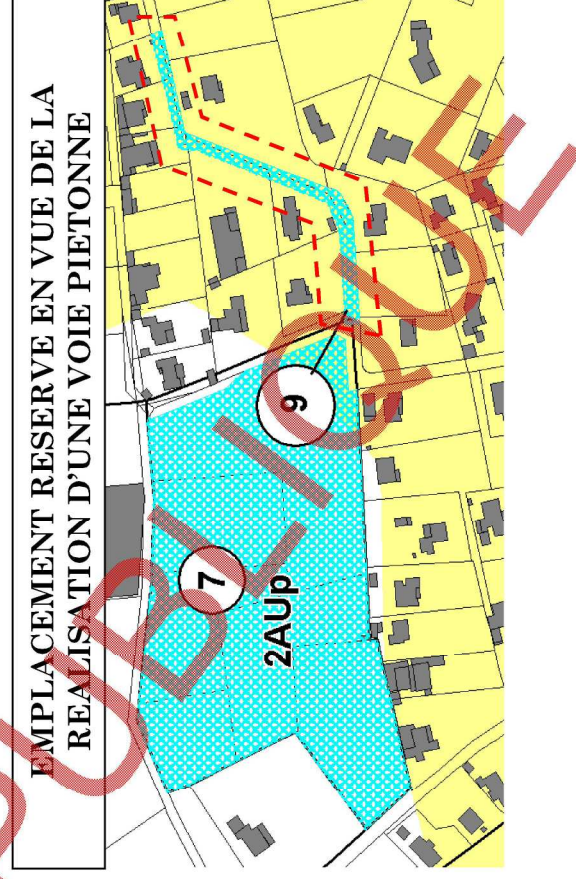 EMPLACEMENT RESERVE EN VUE DE LA
REALISATION D'UNE VOIE PIETONNE
9
7
2AUp
PUBLIQUE